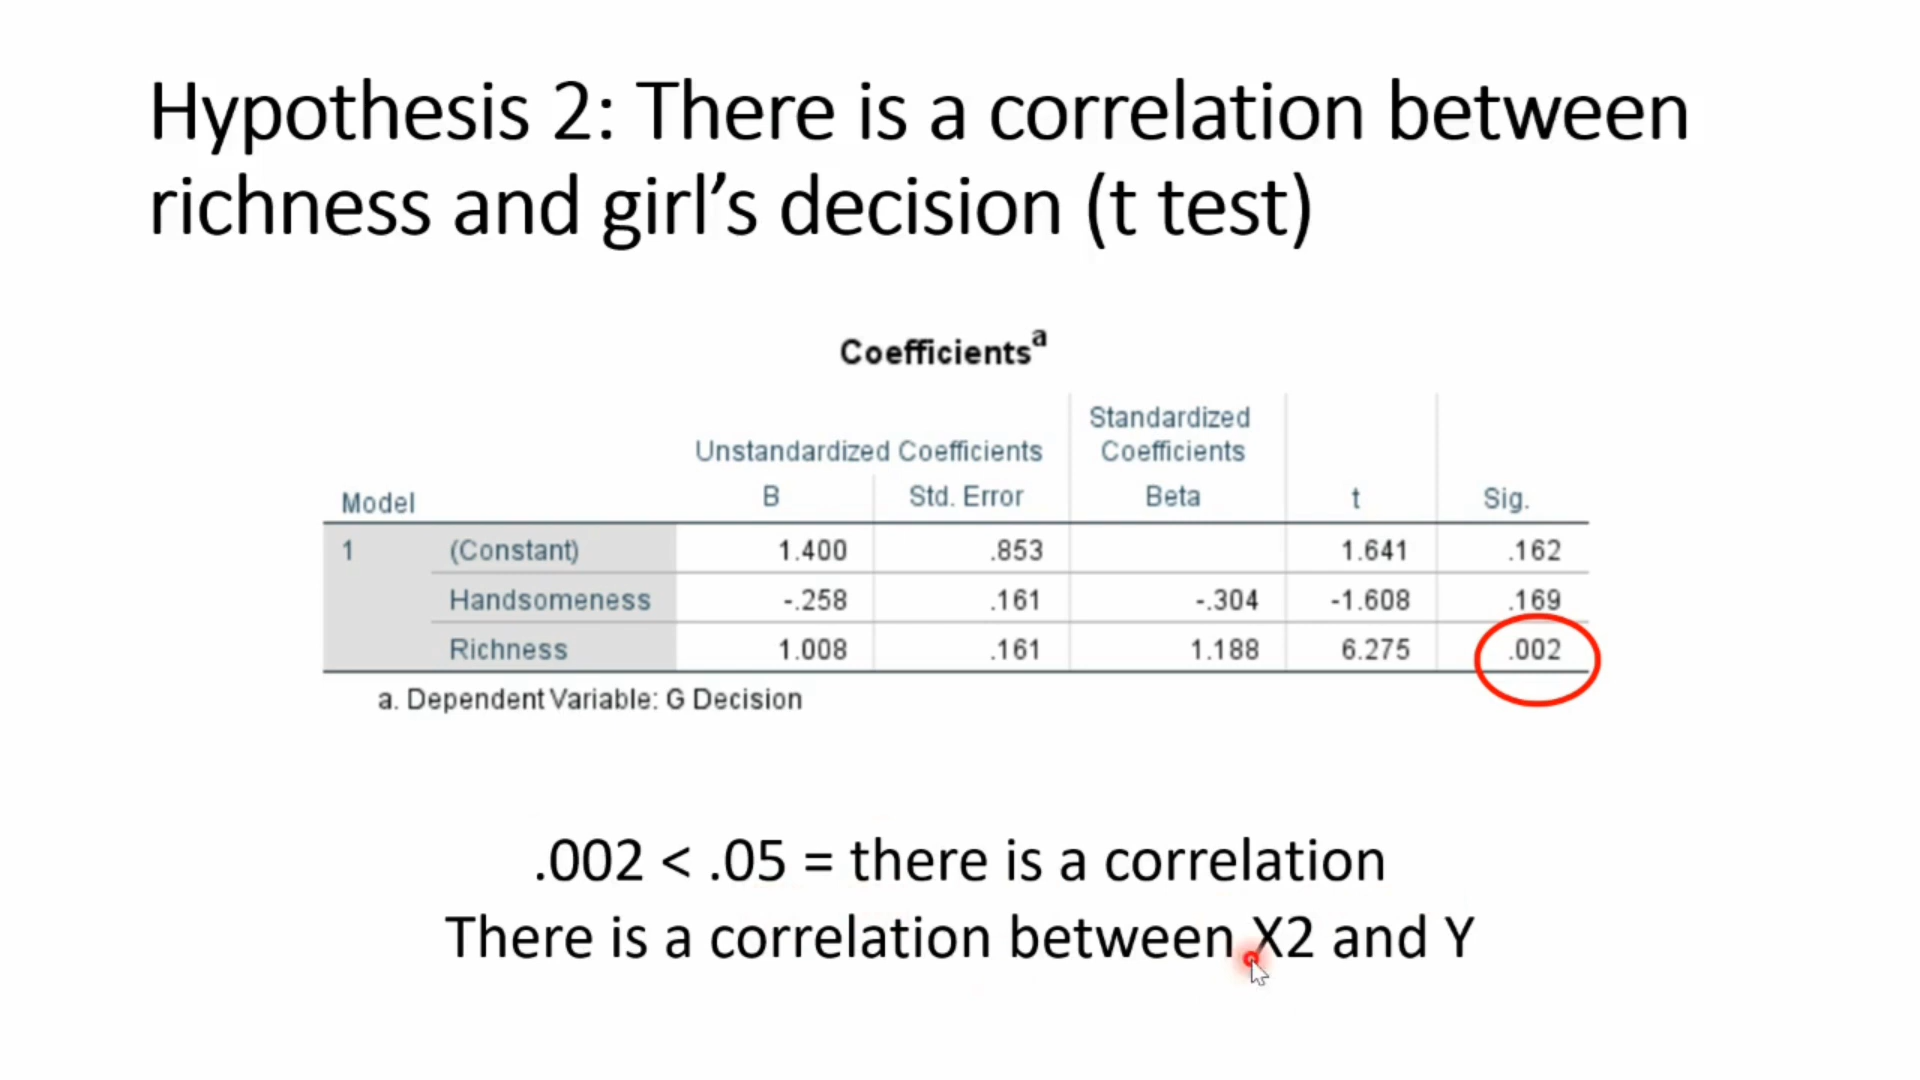 Hypothesis 2: There is a correlation between
richness and girl’s decision (t test)
Coefficientsa
Standardized
Unstandardized Coefficients Coefficients
Model B Std. Error Beta t Sig.
1 (Constant) 1.400 .853 1.641 .162
Handsomeness -.258 .161 -.304 -1.608 .169
Richness 1.008 .161 1.188 6.275 .002
a. Dependent Variable: G Decision
.002 < .05 = there is a correlation
There is a correlation between X2 and Y